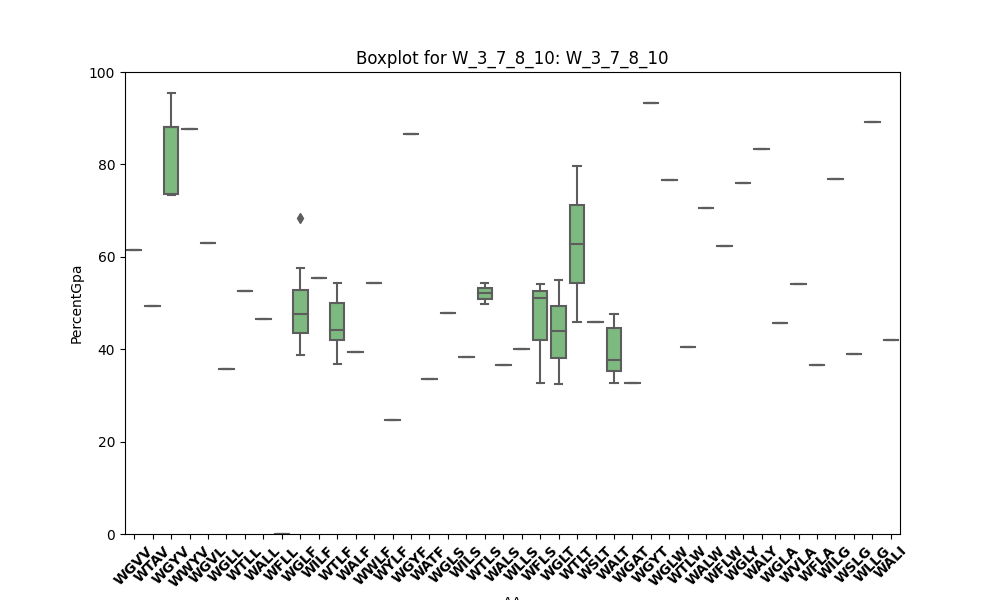 Boxplot for W_3_7_8_10: W_3_7_8_10
PercentGpa
100
80
60
40
20
0
WGVV
WTAV
WGYV
WWYV
WGVL
WGLL
WTLL
WALL
WFLL
WGLF
WILF
WTLF
WALF
WWLF
WYLF
WGYF
WATF
WGLS
WILS
WTLS
WALS
WLLS
WFLS
WGLT
WTLT
WSLT
WALT
WGAT
WGYT
WGLW
WTLW
WALW
WFLW
WGLY
WALY
WGLA
WVLA
WFLA
WILG
WSLG
WLLG
WALI